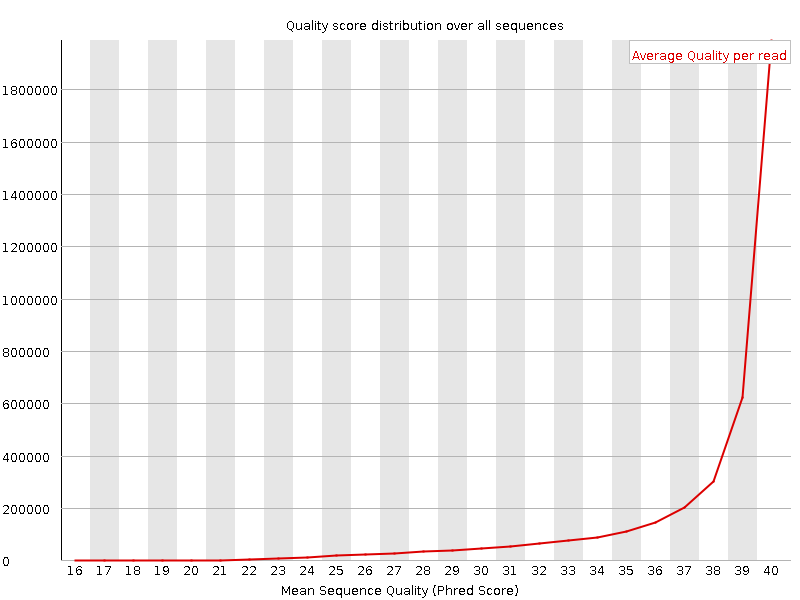 Quality score distribution over all sequences
Average Quality per read
1800000
1600000
1400000
1200000
1000000
800000
600000
400000
200000
0
16 17 18 19 20 21 22 23 24 25 26 27 28 29 30 31 32 33 34 35 36 37 38 39 40
Mean Sequence Quality (Phred Score)